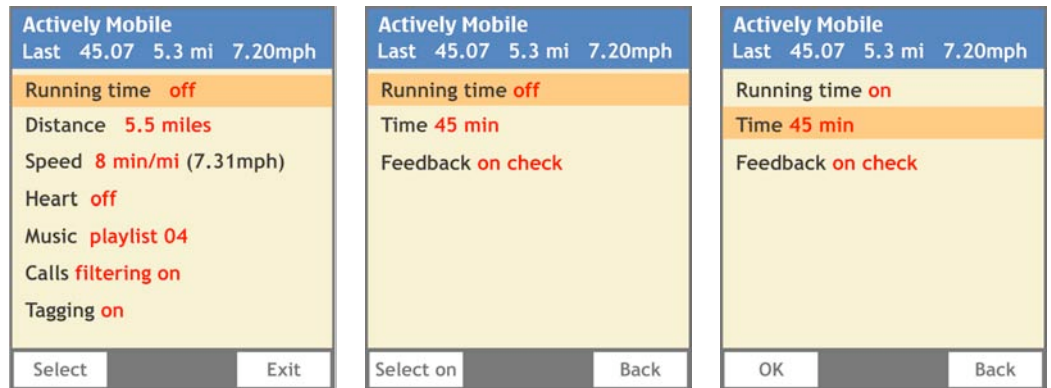 Actively Mobile
Last 45.07 5.3 mi 7.20mph
Running time off
Distance 5.5 miles
Speed 8 min/mi (7.31mph)
Heart off
Music playlist 04
Calls filtering on
Tagging on
Select Exit
Actively Mobile
Last 45.07 5.3 mi 7.20mph
Running time off
Time 45 min
Feedback on check
Select on Back
Actively Mobile
Last 45.07 5.3 mi 7.20mph
Running time on
Time 45 min
Feedback on check
OK Back